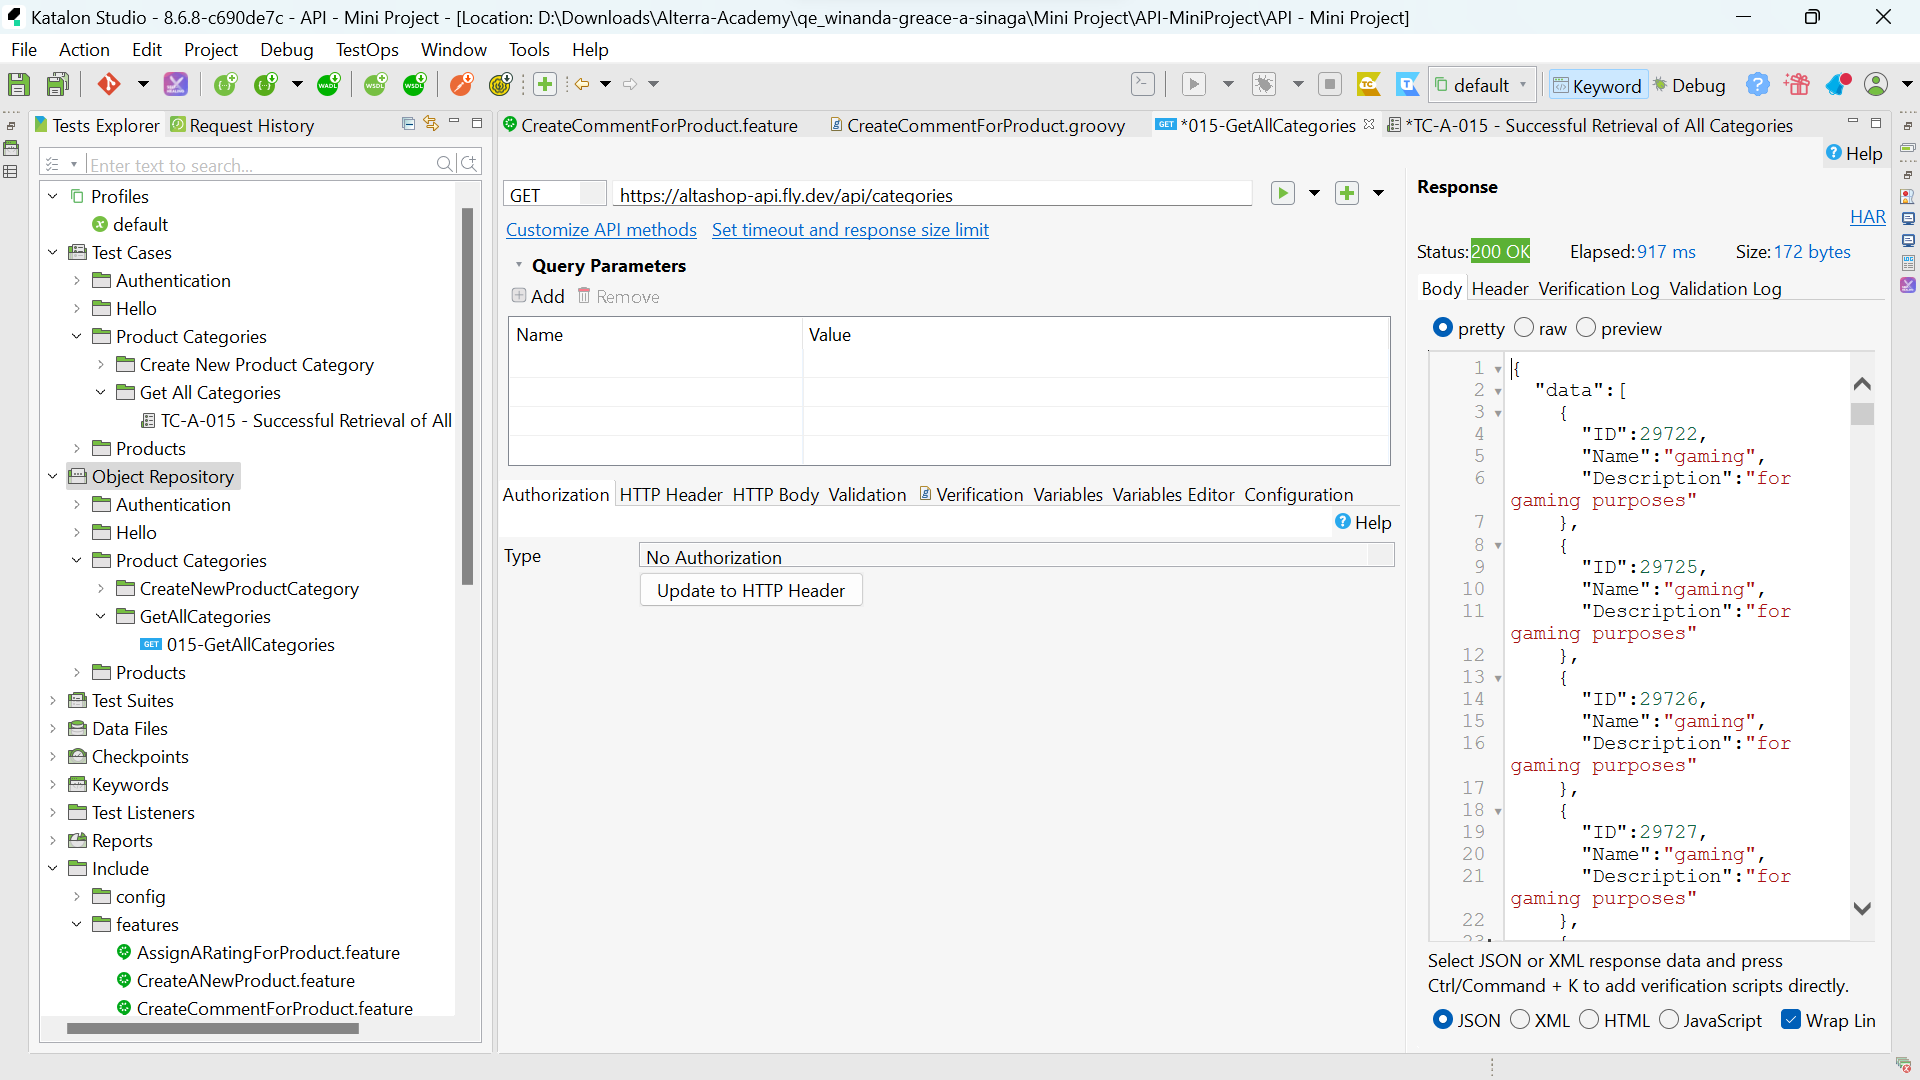 Katalon Studio - 8.6.8-c690de7c - API - Mini Project - [Location: D:\Downloads\Alterra-Academy\qe_winanda-greace-a-sinaga\Mini Project\API-MiniProject\API - Mini Project]
File Action Edit Project Debug TestOps Window Tools Help
default Keyword Debug
Tests Explorer Request History
CreateCommentForProduct.feature CreateCommentForProduct.groovy GET *015-GetAllCategories *TC-A-015 - Successful Retrieval of All Categories
Help
Enter text to search...
Profiles
default
Test Cases
Authentication
Hello
Product Categories
Create New Product Category
Get All Categories
TC-A-015 - Successful Retrieval of All
Products
Object Repository
Authentication
Hello
Product Categories
CreateNewProductCategory
GetAllCategories
GET 015-GetAllCategories
Products
Test Suites
Data Files
Checkpoints
Keywords
Test Listeners
Reports
Include
config
features
AssignARatingForProduct.feature
CreateANewProduct.feature
CreateCommentForProduct.feature
GET https://altashop-api.fly.dev/api/categories
Customize API methods Set timeout and response size limit
Query Parameters
Add Remove
Name Value
Authorization HTTP Header HTTP Body Validation Verification Variables Variables Editor Configuration
Help
Type No Authorization
Update to HTTP Header
Response
HAR
Status: 200 OK Elapsed: 917 ms Size: 172 bytes
Body Header Verification Log Validation Log
pretty raw preview
1 {
2 "data":[
3 {
4 "ID":29722,
5 "Name":"gaming",
6 "Description":"for
gaming purposes"
7 },
8 {
9 "ID":29725,
10 "Name":"gaming",
11 "Description":"for
gaming purposes"
12 },
13 {
14 "ID":29726,
15 "Name":"gaming",
16 "Description":"for
gaming purposes"
17 },
18 {
19 "ID":29727,
20 "Name":"gaming",
21 "Description":"for
gaming purposes"
22 },
23 {
Select JSON or XML response data and press
Ctrl/Command + K to add verification scripts directly.
JSON XML HTML JavaScript Wrap Lin